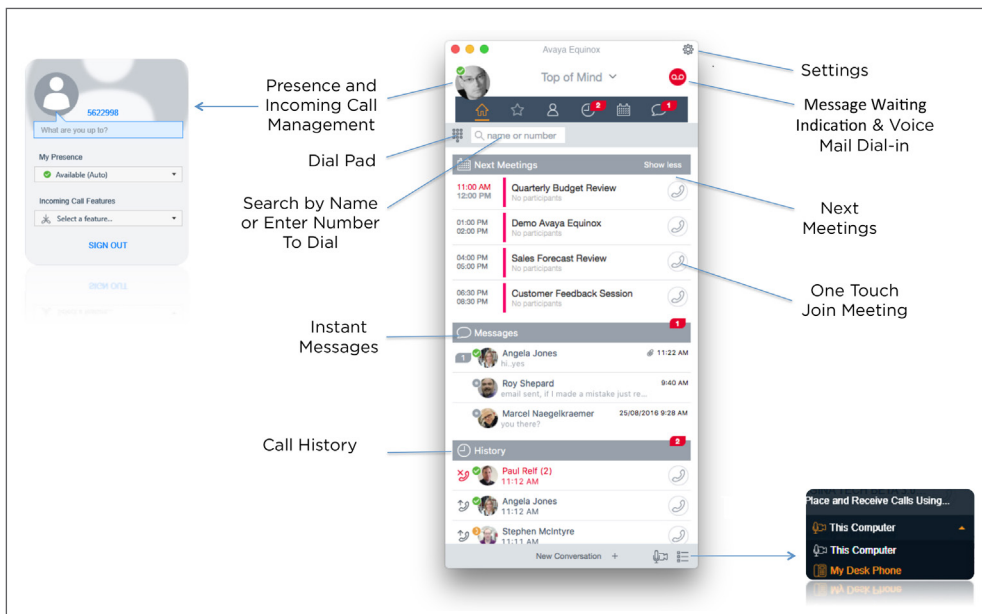 5622998
What are you up to?
My Presence
Available (Auto)
Incoming Call Features
Select a feature...
SIGN OUT
Presence and
Incoming Call
Management
Dial Pad
Search by Name
or Enter Number
To Dial
Instant
Messages
Call History
Avaya Equinox
Top of Mind
2
1
name or number
Next Meetings Show less
11:00 AM Quarterly Budget Review
12:00 PM No participants
01:00 PM Demo Avaya Equinox
02:00 PM No participants
04:00 PM Sales Forecast Review
05:00 PM No participants
06:30 PM Customer Feedback Session
08:30 PM No participants
Messages 1
1 Angela Jones 11:22 AM
hi..yes
Roy Shepard 9:40 AM
email sent, if I made a mistake just re...
Marcel Naegelkraemer 25/08/2016 9:28 AM
you there?
History 2
Paul Relf (2)
11:12 AM
Angela Jones
11:12 AM
Stephen McIntyre
11:11 AM
New Conversation +
Settings
Message Waiting
Indication & Voice
Mail Dial-in
Next
Meetings
One Touch
Join Meeting
Place and Receive Calls Using...
This Computer
This Computer
My Desk Phone